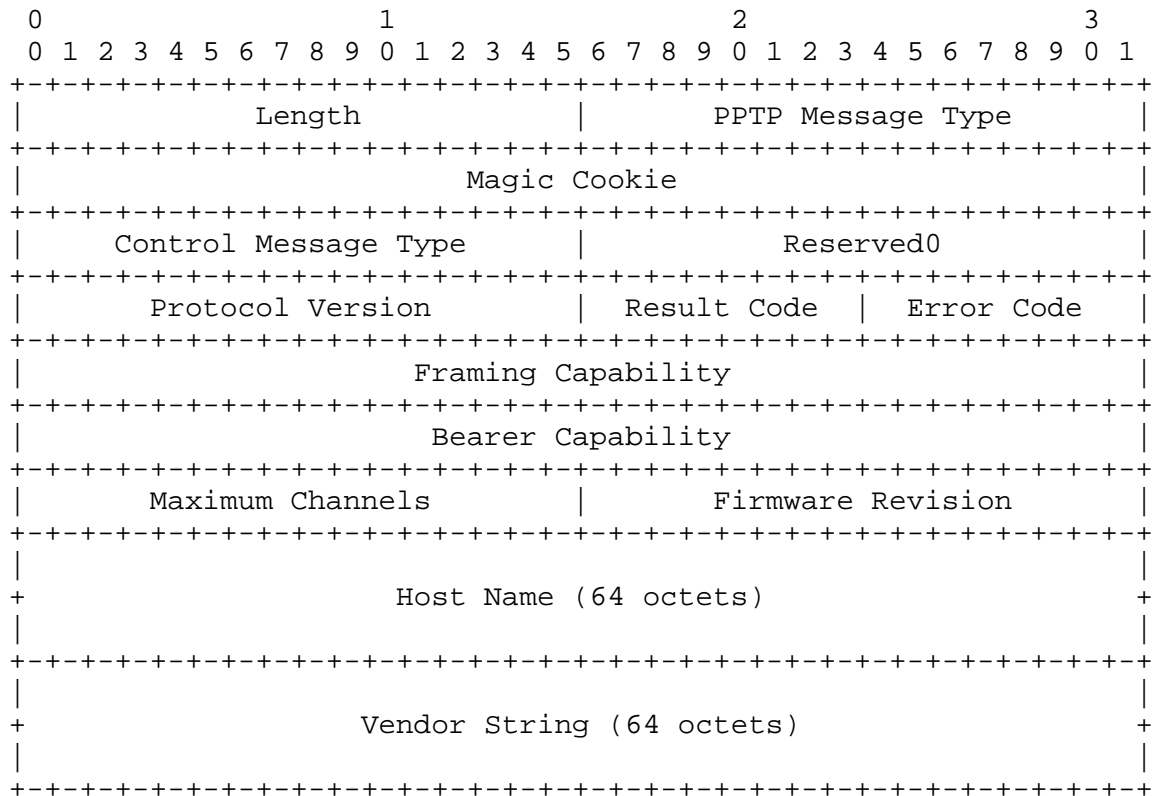 0                   1                   2                   3
 0 1 2 3 4 5 6 7 8 9 0 1 2 3 4 5 6 7 8 9 0 1 2 3 4 5 6 7 8 9 0 1
+-+-+-+-+-+-+-+-+-+-+-+-+-+-+-+-+-+-+-+-+-+-+-+-+-+-+-+-+-+-+-+-+
|             Length            |       PPTP Message Type       |
+-+-+-+-+-+-+-+-+-+-+-+-+-+-+-+-+-+-+-+-+-+-+-+-+-+-+-+-+-+-+-+-+
|                         Magic Cookie                          |
+-+-+-+-+-+-+-+-+-+-+-+-+-+-+-+-+-+-+-+-+-+-+-+-+-+-+-+-+-+-+-+-+
|     Control Message Type      |           Reserved0           |
+-+-+-+-+-+-+-+-+-+-+-+-+-+-+-+-+-+-+-+-+-+-+-+-+-+-+-+-+-+-+-+-+
|       Protocol Version        |  Result Code  |  Error Code   |
+-+-+-+-+-+-+-+-+-+-+-+-+-+-+-+-+-+-+-+-+-+-+-+-+-+-+-+-+-+-+-+-+
|                      Framing Capability                       |
+-+-+-+-+-+-+-+-+-+-+-+-+-+-+-+-+-+-+-+-+-+-+-+-+-+-+-+-+-+-+-+-+
|                       Bearer Capability                       |
+-+-+-+-+-+-+-+-+-+-+-+-+-+-+-+-+-+-+-+-+-+-+-+-+-+-+-+-+-+-+-+-+
|       Maximum Channels        |       Firmware Revision       |
+-+-+-+-+-+-+-+-+-+-+-+-+-+-+-+-+-+-+-+-+-+-+-+-+-+-+-+-+-+-+-+-+
|                                                               |
+                     Host Name (64 octets)                     +
|                                                               |
+-+-+-+-+-+-+-+-+-+-+-+-+-+-+-+-+-+-+-+-+-+-+-+-+-+-+-+-+-+-+-+-+
|                                                               |
+                   Vendor String (64 octets)                   +
|                                                               |
+-+-+-+-+-+-+-+-+-+-+-+-+-+-+-+-+-+-+-+-+-+-+-+-+-+-+-+-+-+-+-+-+